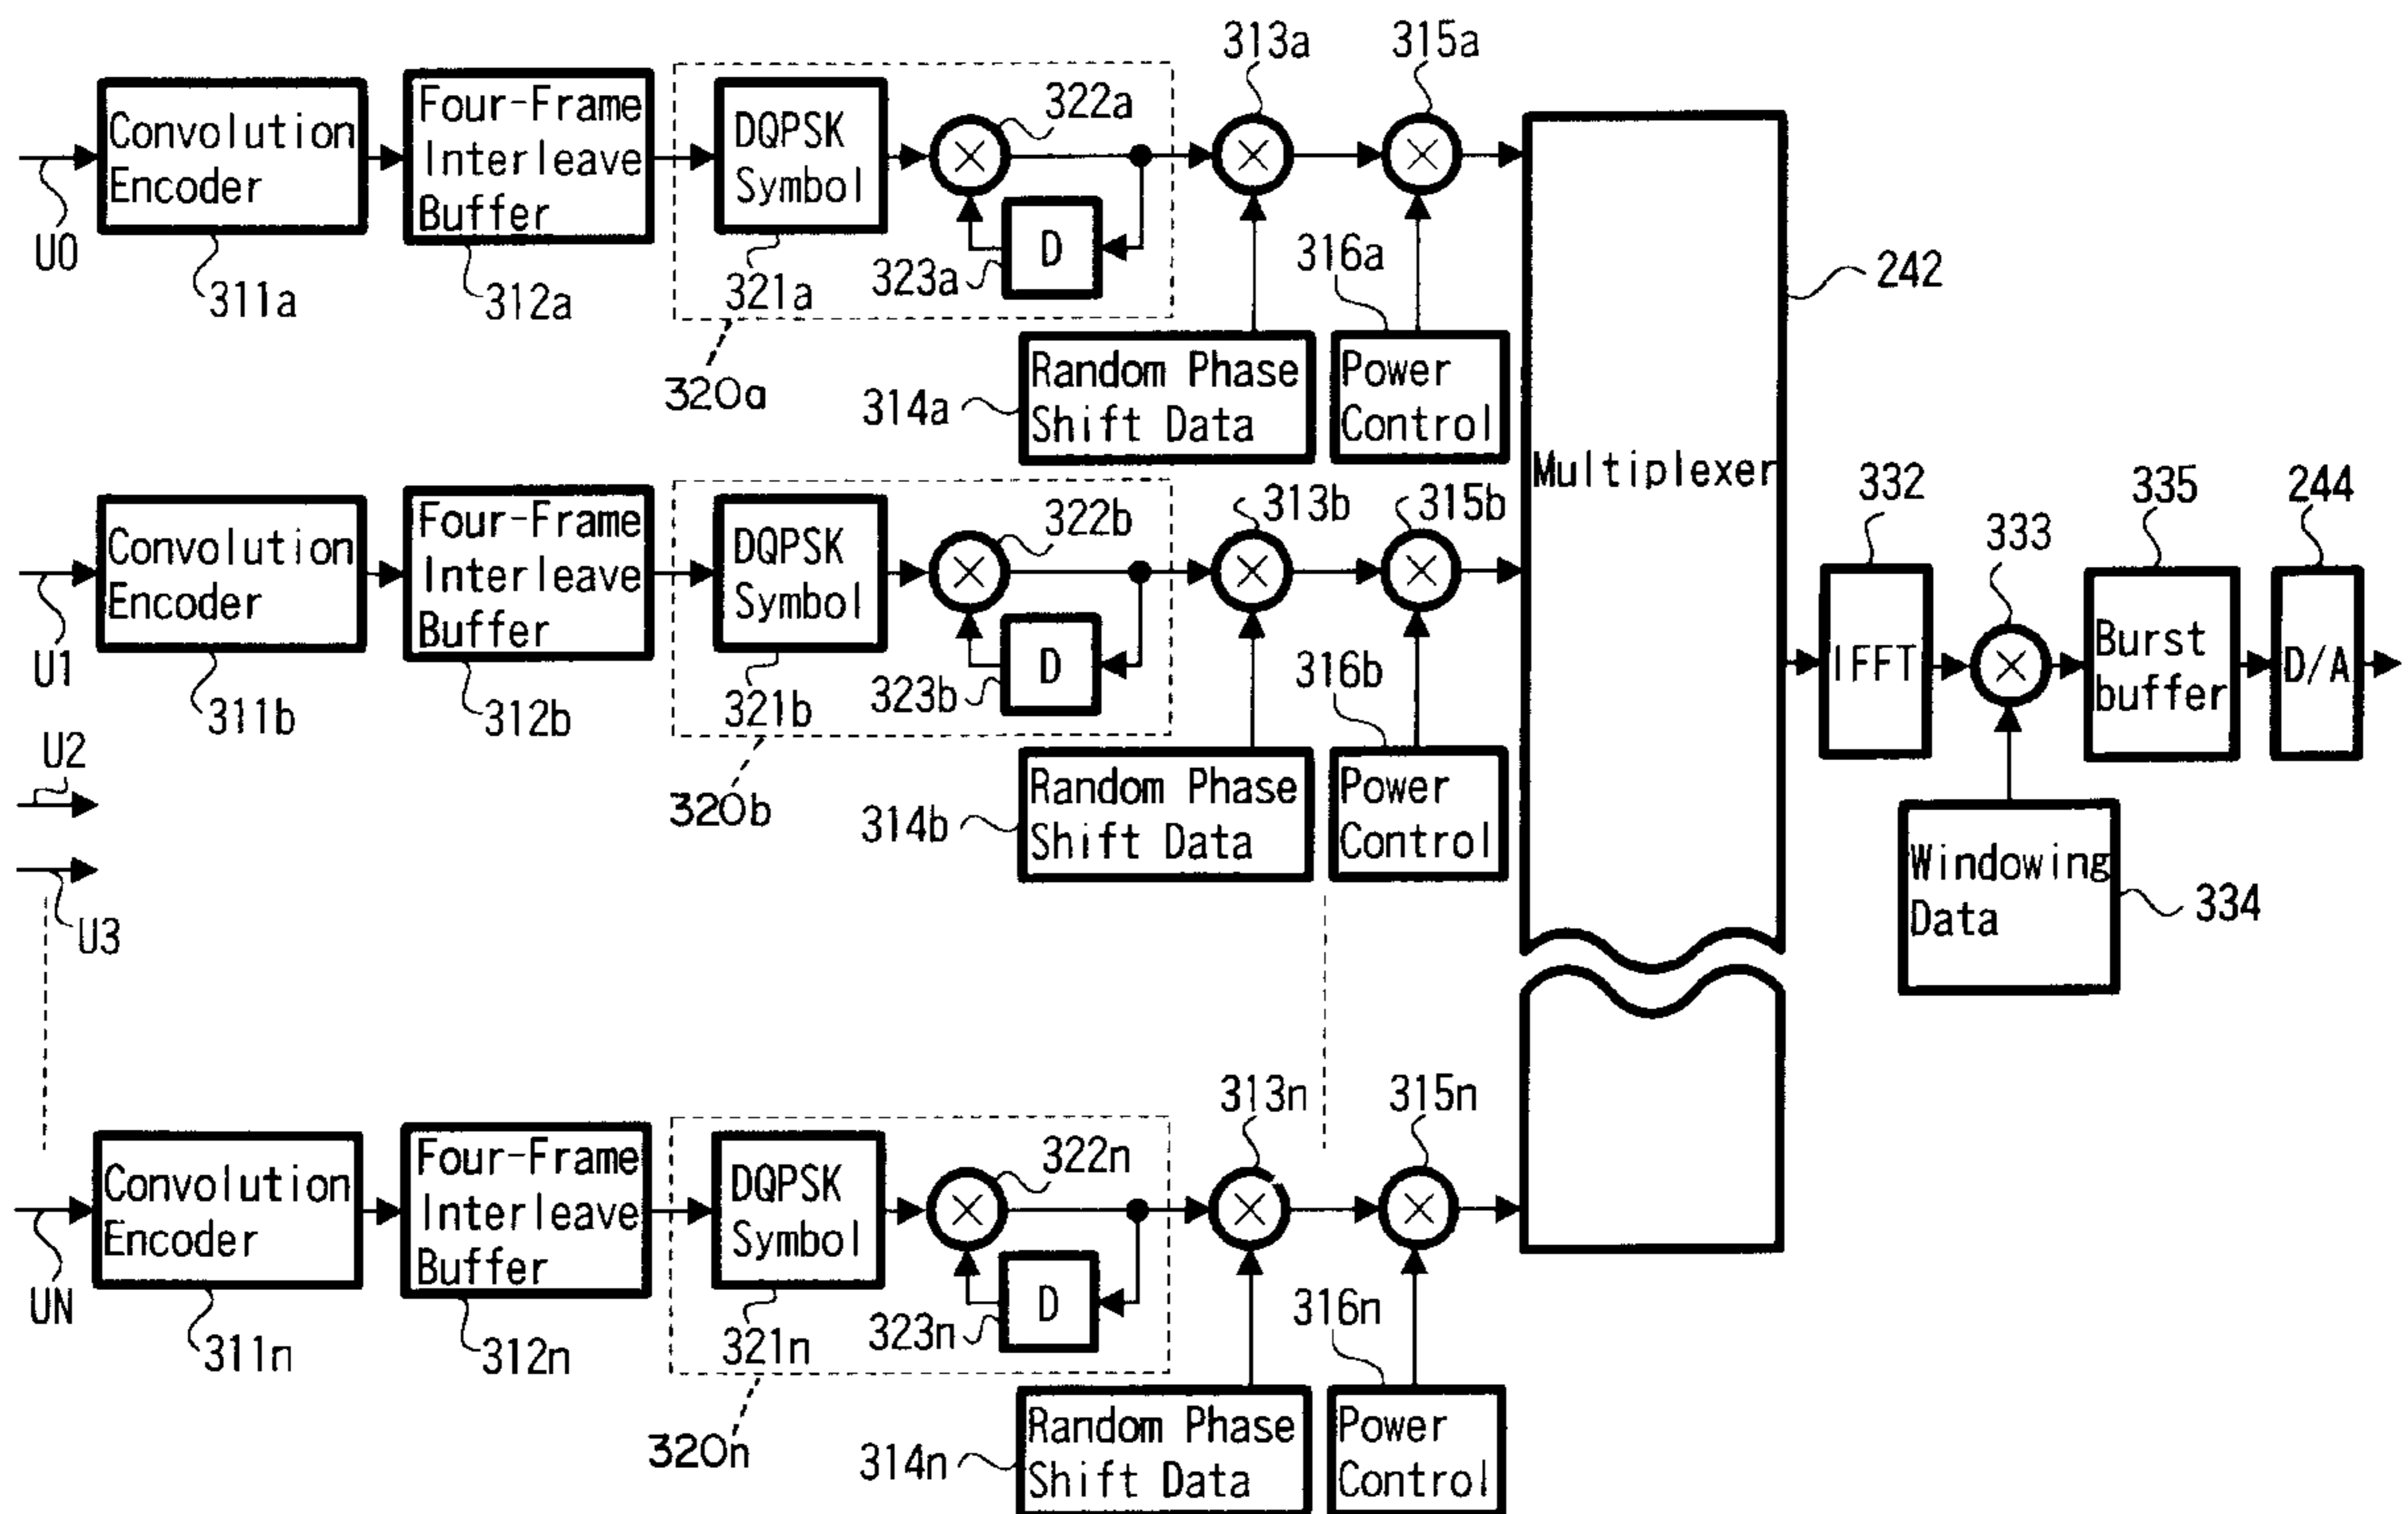 313a
315a
Convolution
Encoder
Four-Frame
Interleave
Buffer
DQPSK
Symbol
322a
D
323a
321a
U0
311a
312a
320a
316a
242
Random Phase
Shift Data
314a
Power
Control
Multiplexer
313b
315b
Convolution
Encoder
Four-Frame
Interleave
Buffer
DQPSK
Symbol
322b
D
323b
321b
U1
311b
312b
320b
316b
332
333
335
244
IFFT
Burst
buffer
D/A
U2
U3
Random Phase
Shift Data
314b
Power
Control
Windowing
Data
334
313n
315n
Convolution
Encoder
Four-Frame
Interleave
Buffer
DQPSK
Symbol
322n
D
323n
321n
UN
311n
312n
320n
316n
Random Phase
Shift Data
314n
Power
Control